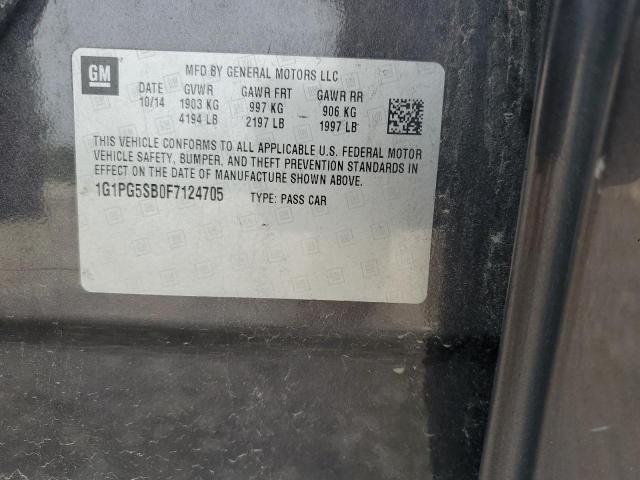 GM
MFD BY GENERAL MOTORS LLC
DATE GVWR GAWR FRT GAWR RR
10/14 1903 KG 997 KG 906 KG
4194 LB 2197 LB 1997 LB
THIS VEHICLE CONFORMS TO ALL APPLICABLE U.S. FEDERAL MOTOR
VEHICLE SAFETY, BUMPER, AND THEFT PREVENTION STANDARDS IN
EFFECT ON THE DATE OF MANUFACTURE SHOWN ABOVE.
1G1PG5SB0F7124705 TYPE: PASS CAR